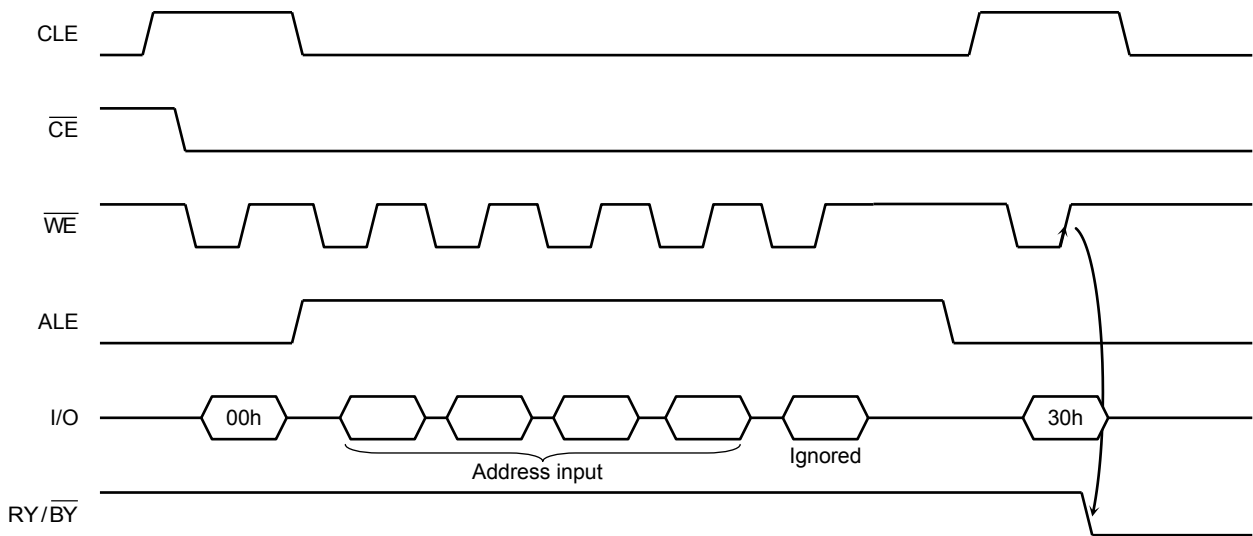 CLE
CE
WE
ALE
I/O
00h
30h
Address input
Ignored
RY/BY